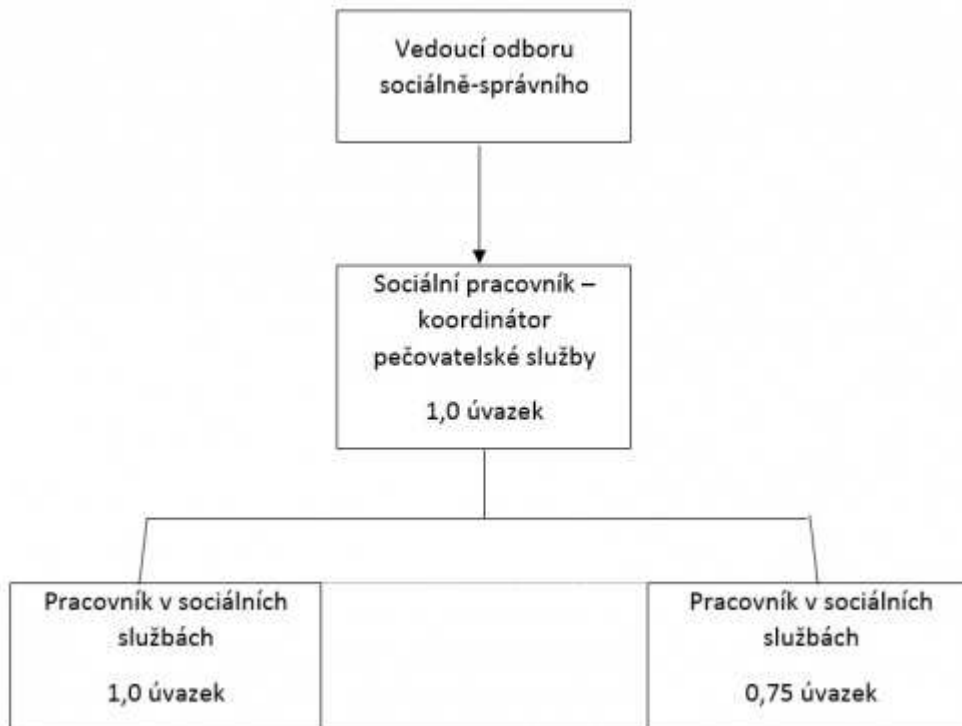 Vedoucí odboru
sociálně-správního
Sociální pracovník –
koordinátor
pečovatelské služby
1,0 úvazek
Pracovník v sociálních
službách
1,0 úvazek
Pracovník v sociálních
službách
0,75 úvazek